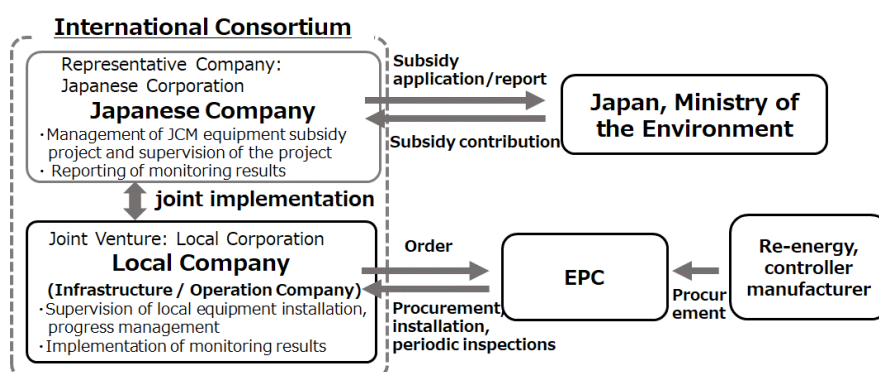 International Consortium
Representative Company:
Japanese Corporation
Japanese Company
・Management of JCM equipment subsidy
project and supervision of the project
・Reporting of monitoring results
Subsidy
application/report
Subsidy contribution
Japan, Ministry of
the Environment
joint implementation
Joint Venture: Local Corporation
Local Company
(Infrastructure / Operation Company)
・Supervision of local equipment installation,
progress management
・Implementation of monitoring results
Order
Procurement,
installation,
periodic inspections
EPC
Procur
ement
Re-energy,
controller
manufacturer